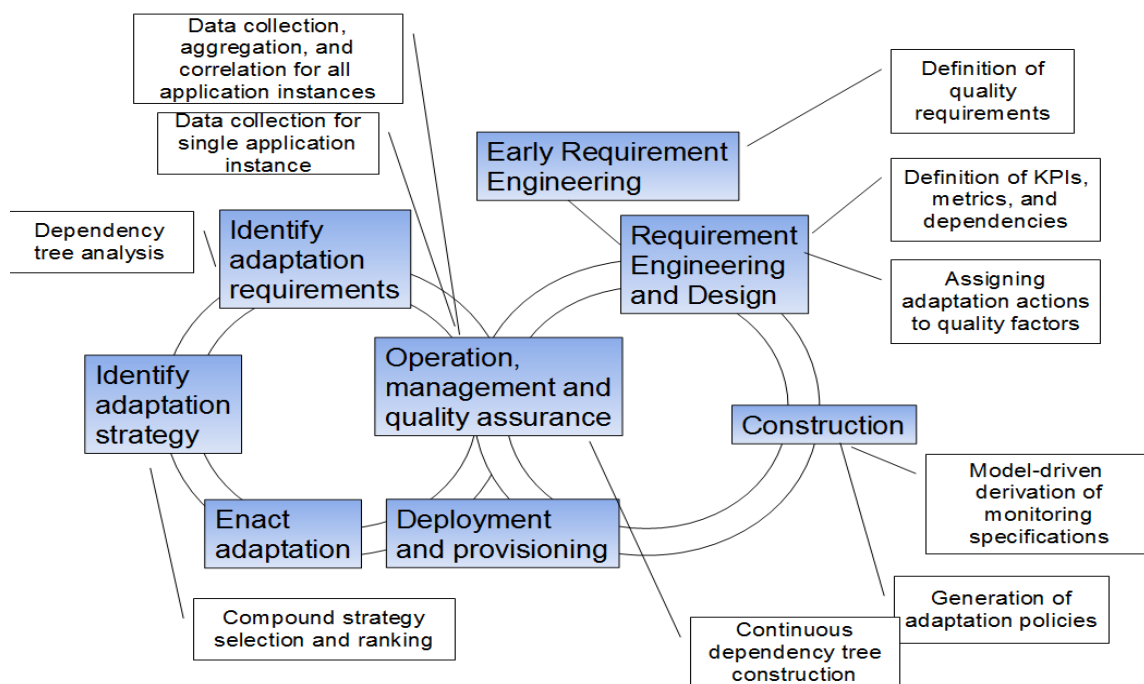 Data collection,
aggregation, and
correlation for all
application instances
Data collection for
single application
instance
Definition of
quality
requirements
Early Requirement
Engineering
Definition of KPIs,
metrics, and
dependencies
Dependency
tree analysis
Identify
adaptation
requirements
Requirement
Engineering
and Design
Assigning
adaptation actions
to quality factors
Identify
adaptation
strategy
Operation,
management and
quality assurance
Construction
Model-driven
derivation of
monitoring
specifications
Enact
adaptation
Deployment
and provisioning
Compound strategy
selection and ranking
Continuous
dependency tree
construction
Generation of
adaptation policies